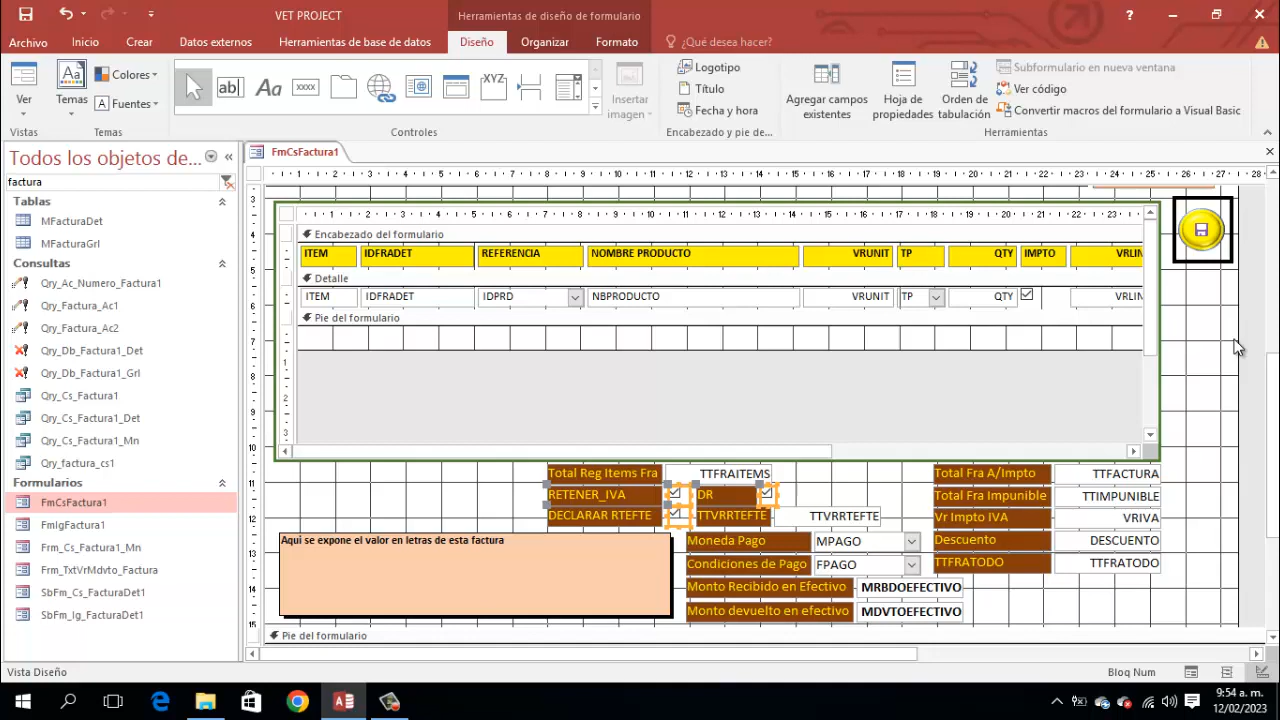 VET PROJECT
Herramientas de diseño de formulario
Archivo
Inicio
Crear
Datos externos
Herramientas de base de datos
Diseño
Organizar
Formato
¿Qué desea hacer?
Ver
Temas
Colores
Fuentes
Insertar imagen
Logotipo
Título
Fecha y hora
Agregar campos existentes
Hoja de propiedades
Orden de tabulación
Subformulario en nueva ventana
Ver código
Convertir macros del formulario a Visual Basic
Vistas
Temas
Controles
Encabezado y pie de...
Herramientas
Todos los objetos de...
factura
Tablas
MFacturaDet
MFacturaGrl
Consultas
Qry_Ac_Numero_Factura1
Qry_Factura_Ac1
Qry_Factura_Ac2
Qry_Db_Factura1_Det
Qry_Db_Factura1_Grl
Qry_Cs_Factura1
Qry_Cs_Factura1_Det
Qry_Cs_Factura1_Mn
Qry_factura_cs1
Formularios
FmCsFactura1
FmIgFactura1
Frm_Cs_Factura1_Mn
Frm_TxtVrMdvto_Factura
SbFm_Cs_FacturaDet1
SbFm_Ig_FacturaDet1
FmCsFactura1
Encabezado del formulario
ITEM IDFRADET REFERENCIA NOMBRE PRODUCTO VRUNIT TP QTY IMPTO VRLIN
Detalle
ITEM IDFRADET IDPRD NBPRODUCTO VRUNIT TP QTY VRLIN
Pie del formulario
Total Reg Items Fra TTFRAITEMS Total Fra A/Impto TTFACTURA
RETENER_IVA DR Total Fra Impunible TTIMPUNIBLE
DECLARAR RTEFTE TTVRRTEFTE TTVRRTEFTE Vr Impto IVA VRIVA
Aqui se expone el valor en letras de esta factura Moneda Pago MPAGO Descuento DESCUENTO
Condiciones de Pago FPAGO TTFRATODO TTFRATODO
Monto Recibido en Efectivo MRBDOEFECTIVO
Monto devuelto en efectivo MDVTOEFECTIVO
Pie del formulario
Vista Diseño
Bloq Num
9:54 a. m.
12/02/2023